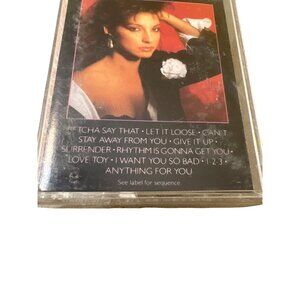 TCHA SAY THAT • LET IT LOOSE • CAN'T
STAY AWAY FROM YOU • GIVE IT UP •
SURRENDER • RHYTHM IS GONNA GET YOU •
LOVE TOY • I WANT YOU SO BAD • 1-2-3 •
ANYTHING FOR YOU
See label for sequence.